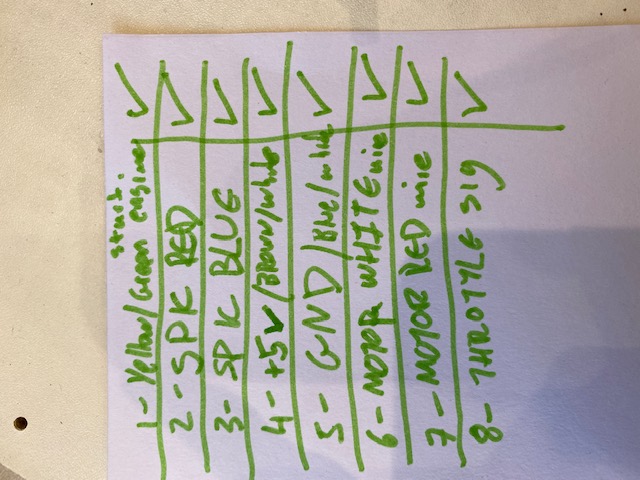 start.
1- Yellow/Green engine ✓
2- SPK RED ✓
3- SPK BLUE ✓
4- +5V/BROWN/white ✓
5- GND/Blue/white ✓
6- MOTOR WHITE wire ✓
7- MOTOR RED wire ✓
8- THROTTLE sig ✓